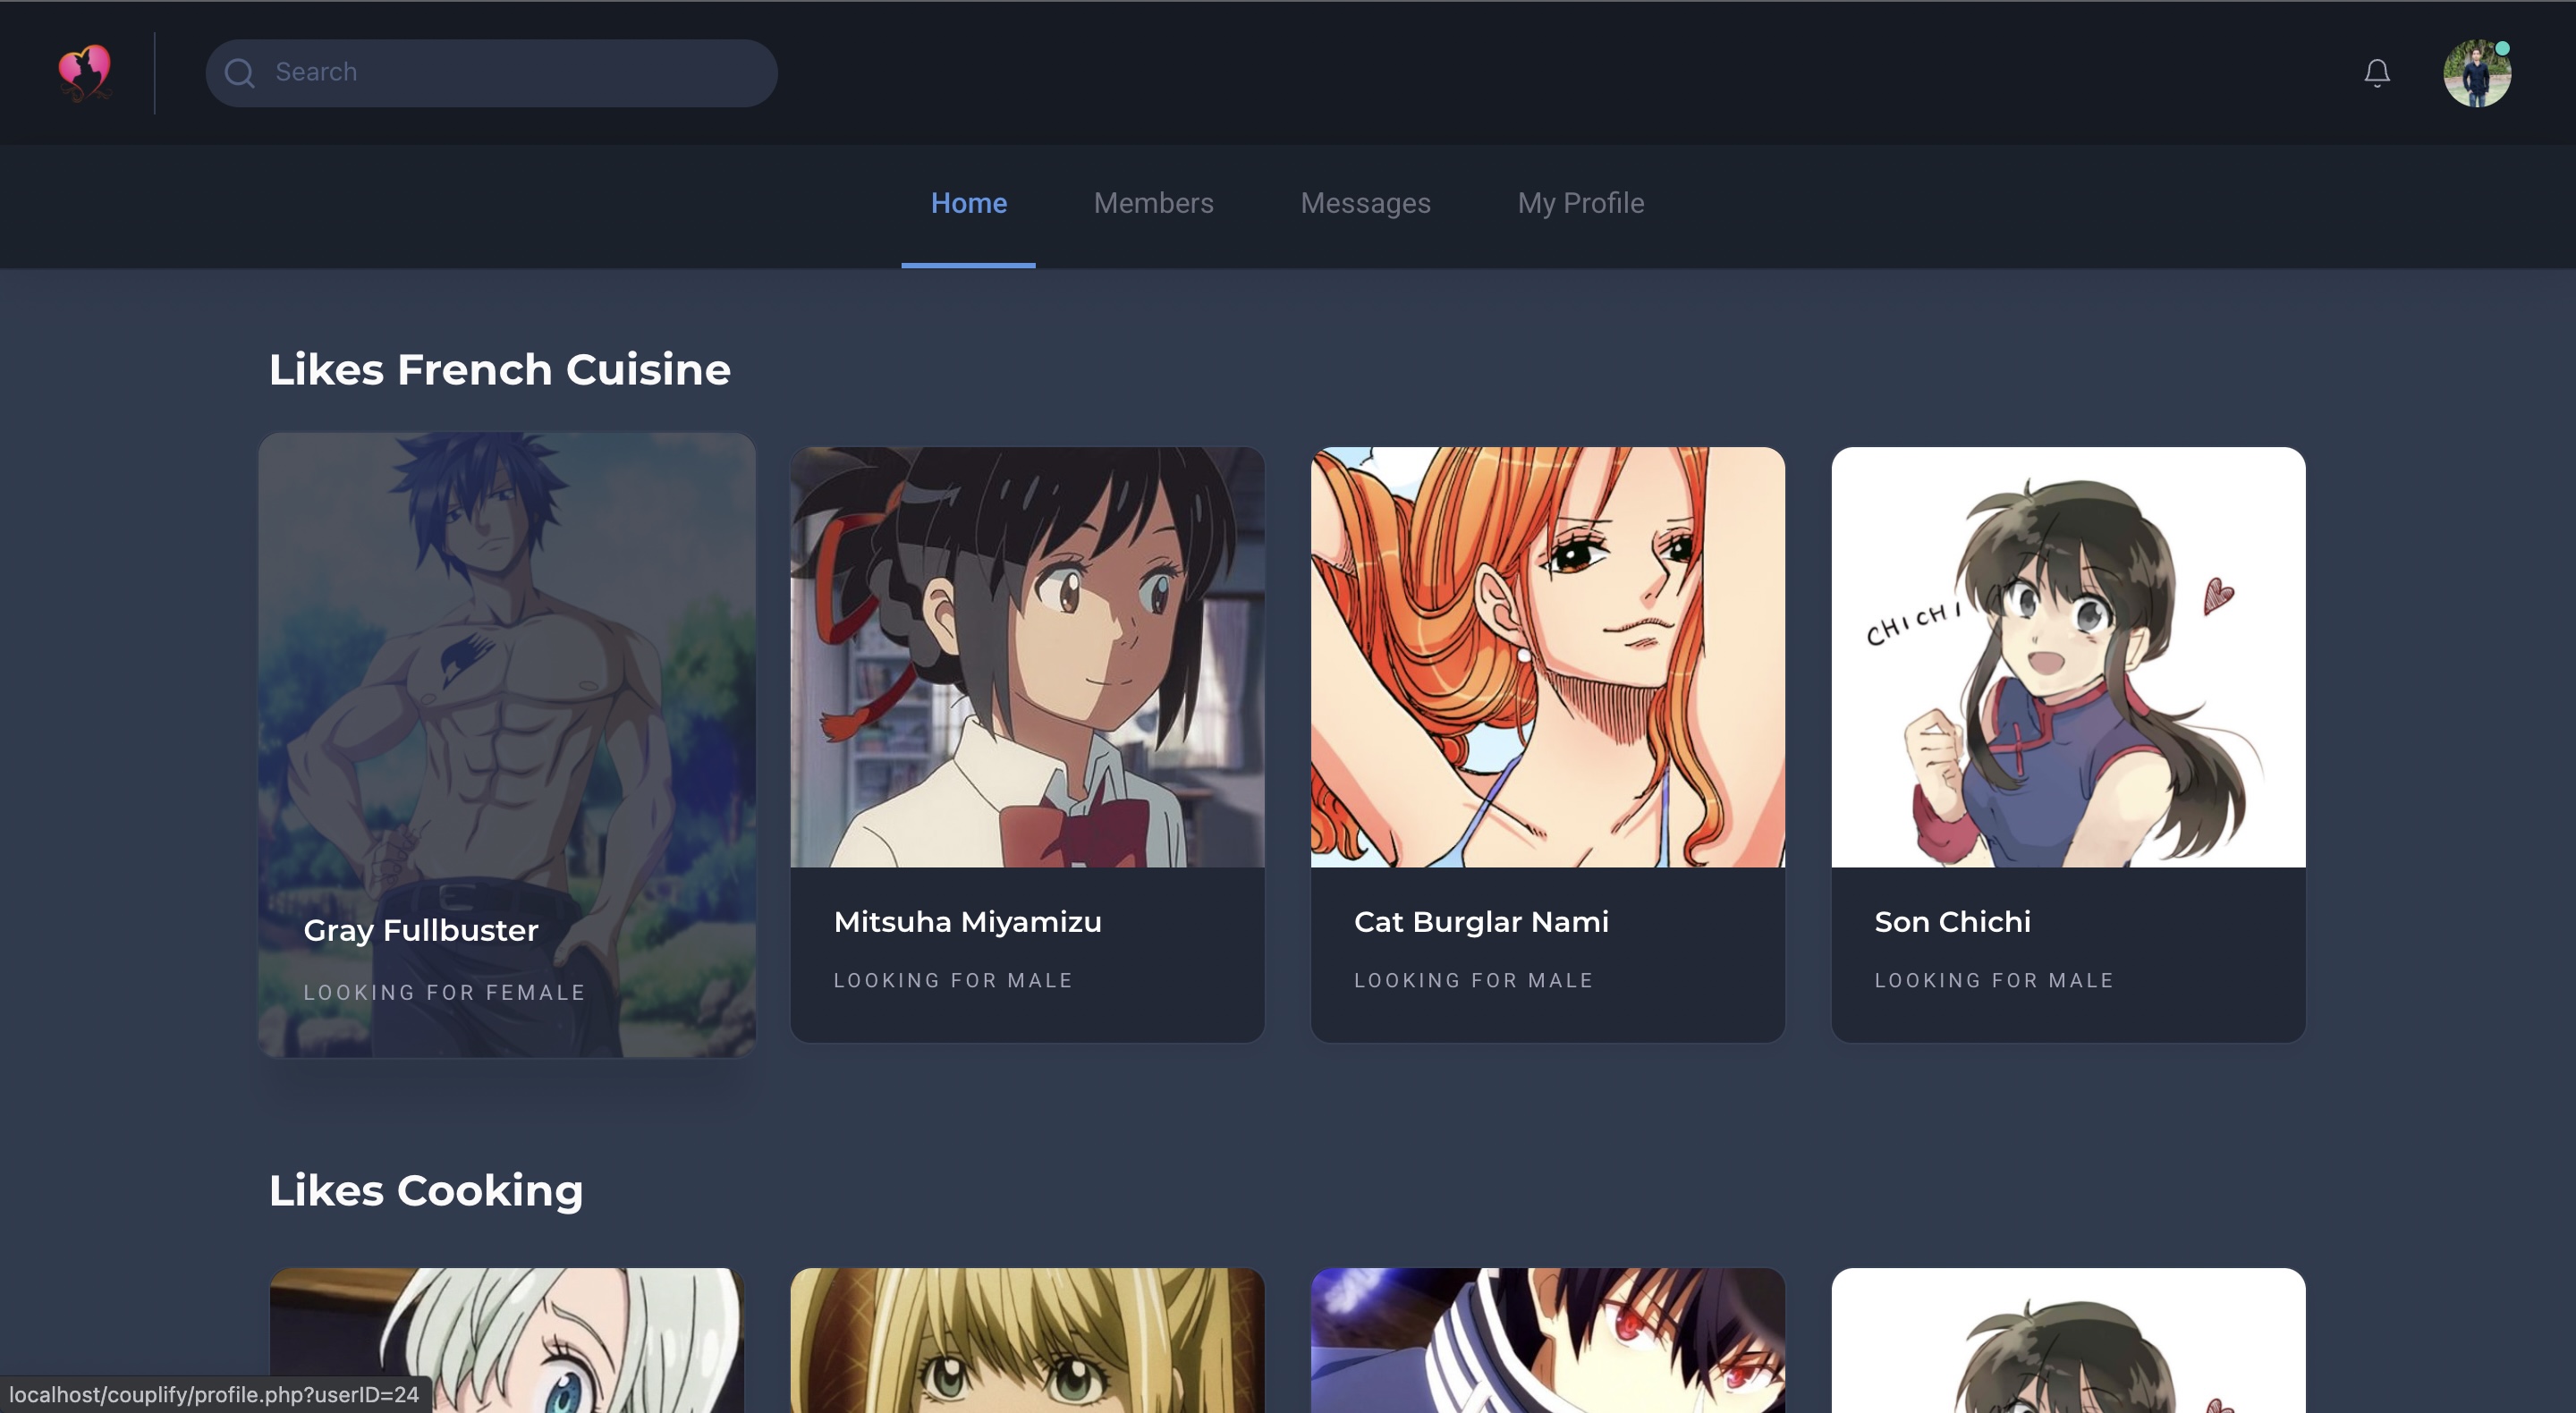 Search
Home
Members
Messages
My Profile
Likes French Cuisine
CHICHI
Gray Fullbuster
LOOKING FOR FEMALE
Mitsuha Miyamizu
LOOKING FOR MALE
Cat Burglar Nami
LOOKING FOR MALE
Son Chichi
LOOKING FOR MALE
Likes Cooking
localhost/couplify/profile.php?userID=24